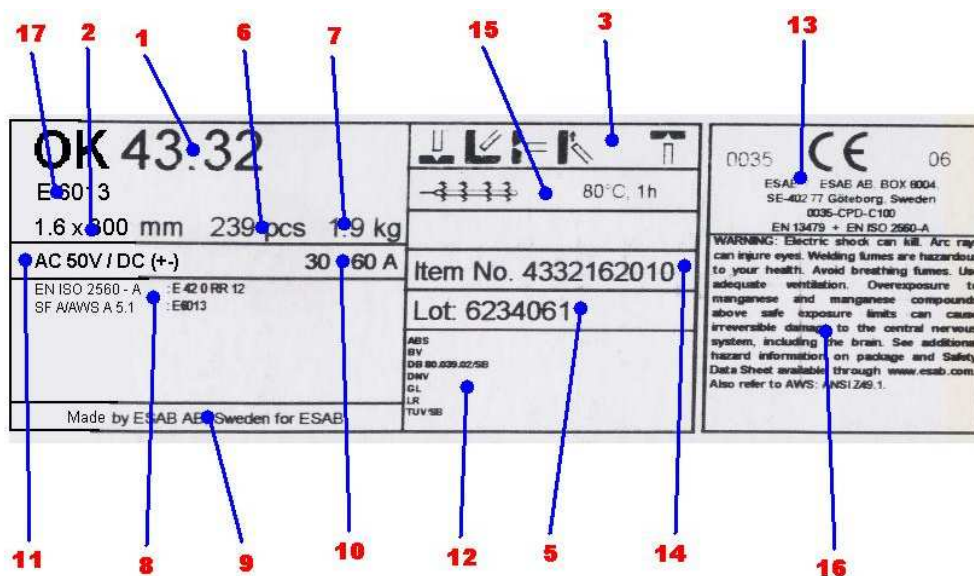 17 2 1 6 7 15 3 13
OK 43.32
E 6013
1.6 x 300 mm 239 pcs 1.9 kg
AC 50V / DC (+-) 30 - 60 A
EN ISO 2560 - A : E 42 0 RR 12
SF A/AWS A 5.1 : E6013
Made by ESAB AB Sweden for ESAB
80°C, 1h
Item No. 4332162010
Lot: 6234061
ABS
BV
DB 80.039.02/SB
DNV
GL
LR
TUV SB
0035 CE 06
ESAB ESAB AB. BOX 8004.
SE-402 77 Göteborg. Sweden
0035-CPD-C100
EN 13479 + EN ISO 2560-A
WARNING: Electric shock can kill. Arc ray
can injure eyes. Welding fumes are hazardou
to your health. Avoid breathing fumes. Us
adequate ventilation. Overexposure to
manganese and manganese compound
above safe exposure limits can cause
irreversible damage to the central nervous
system, including the brain. See additiona
hazard information on package and Safety
Data Sheet available through www.esab.com
Also refer to AWS: ANSI Z49.1.
11 8 9 10 12 5 14 16